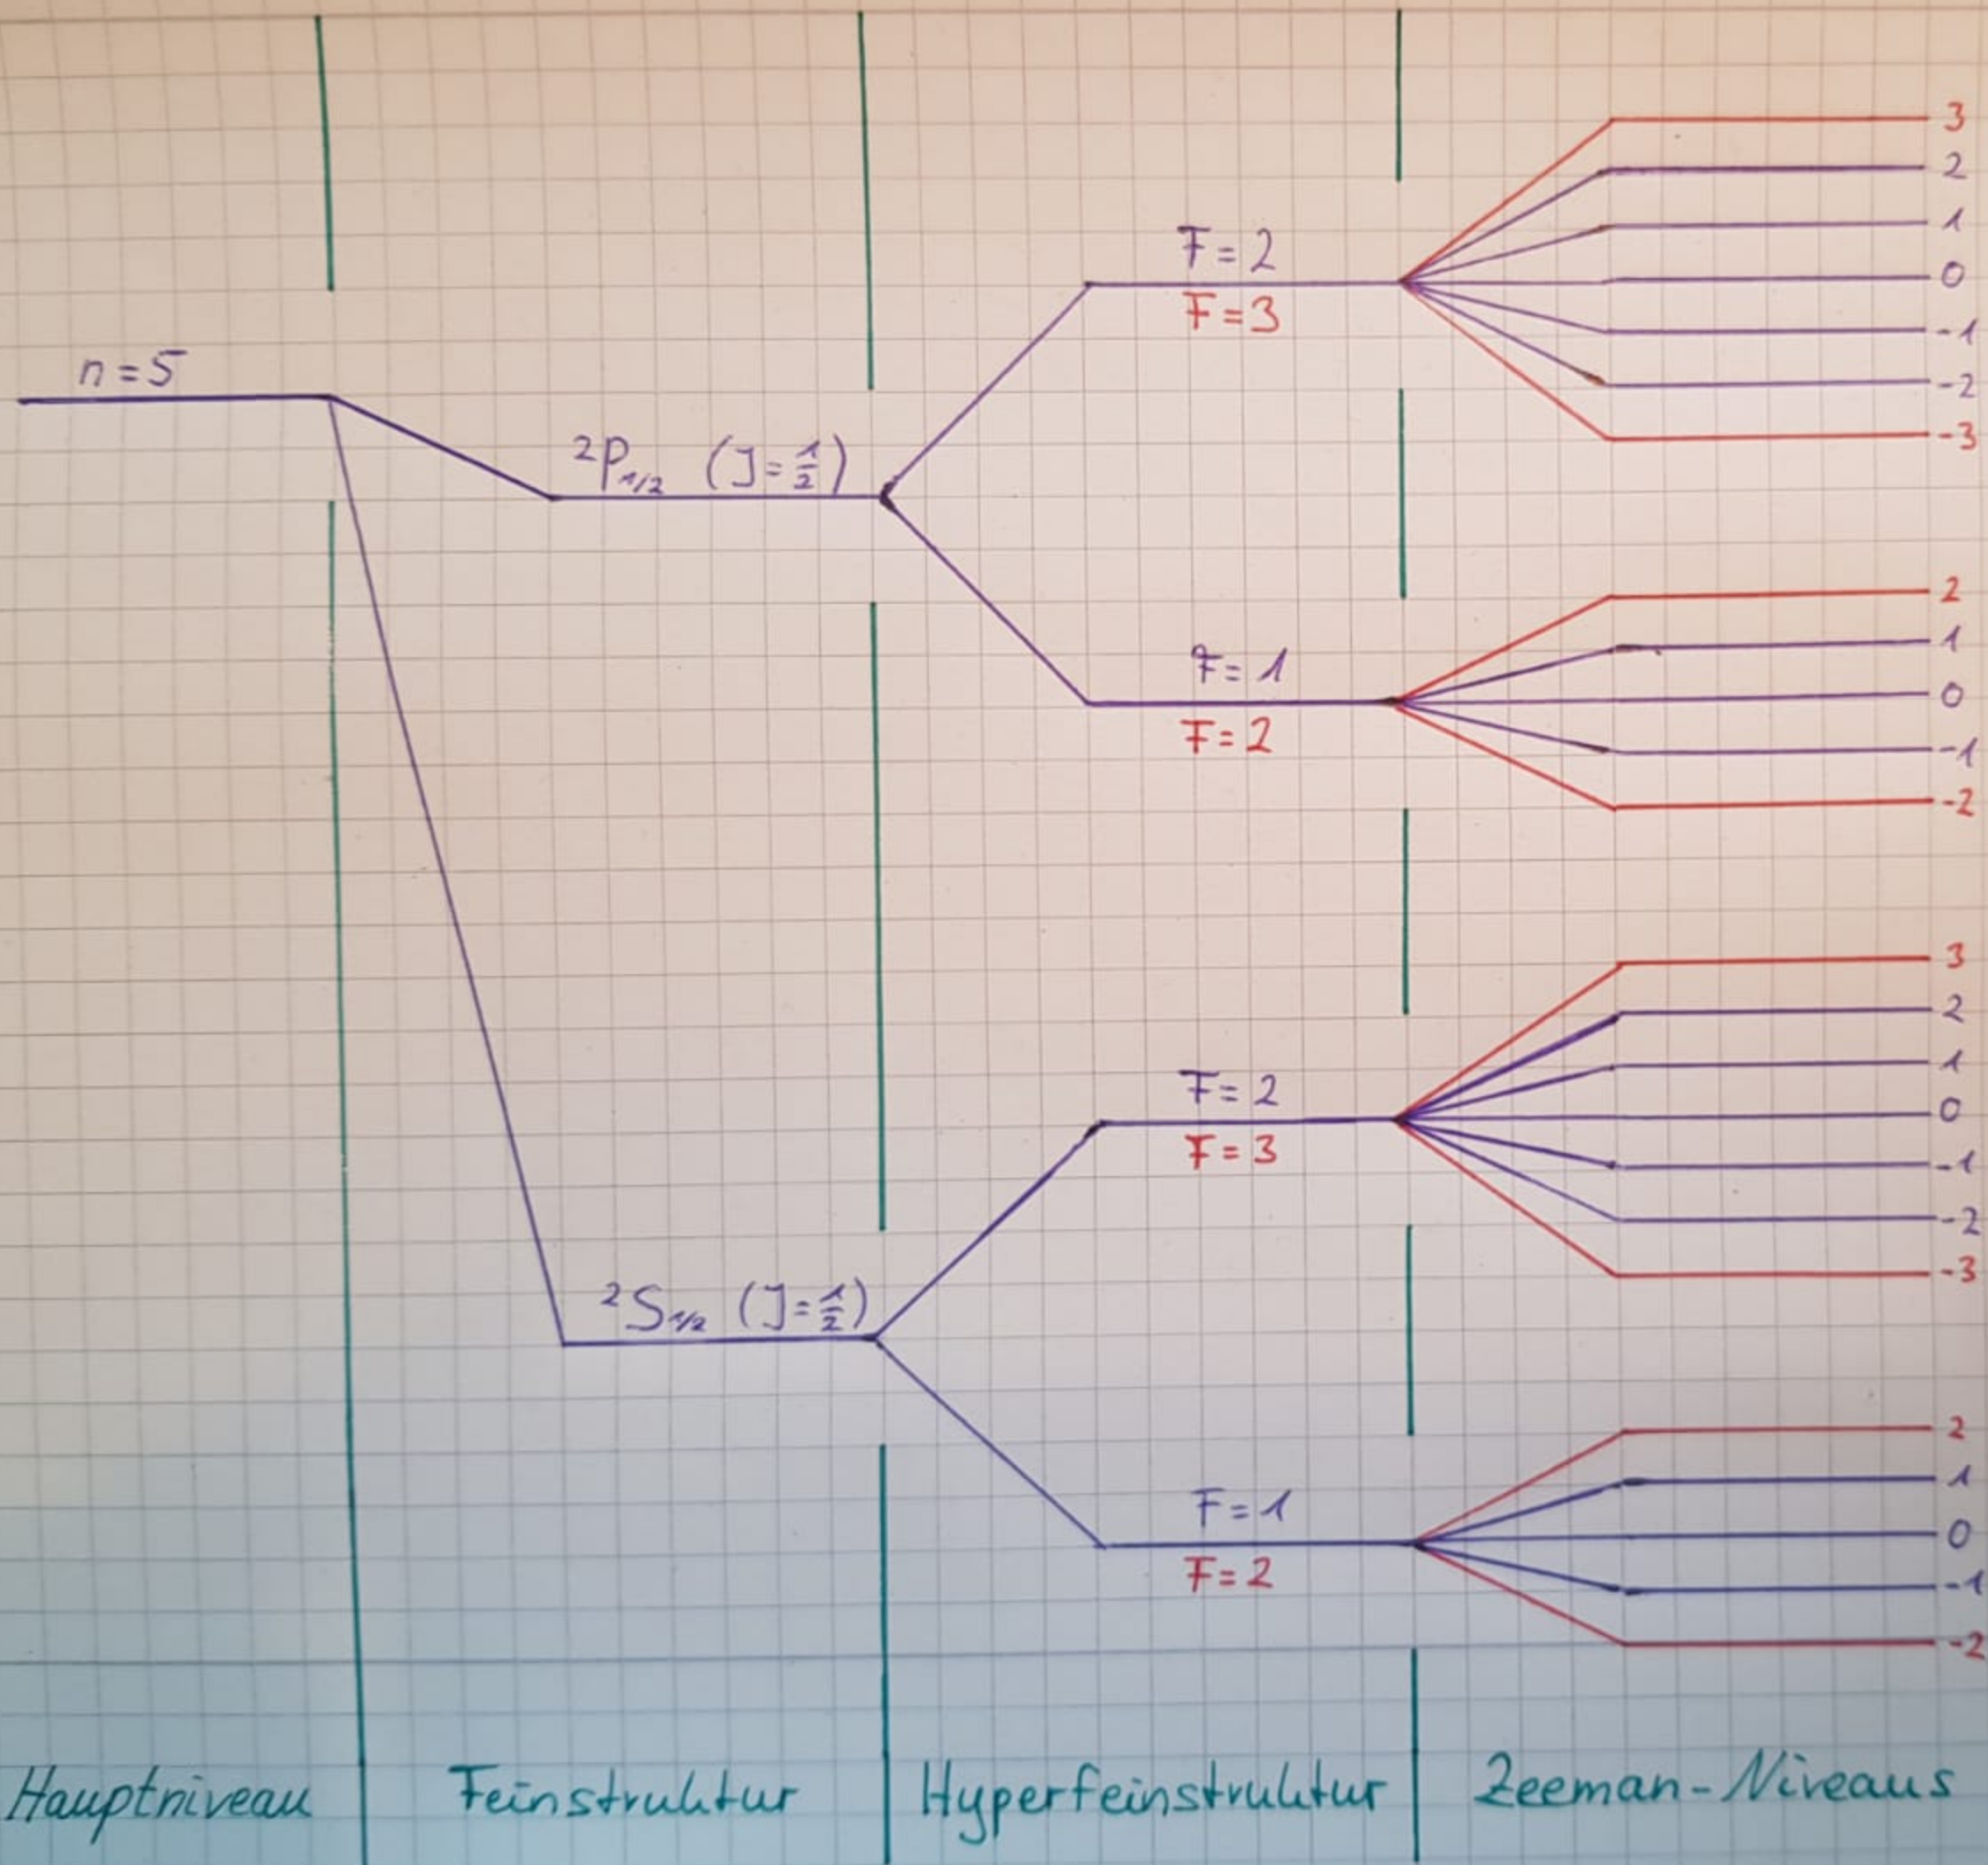 3
2
1
F = 2
0
F = 3
-1
n = 5
-2
-3
²P₁/₂ (J = 1/2)
2
1
F = 1
0
F = 2
-1
-2
3
2
1
F = 2
0
F = 3
-1
-2
-3
²S₁/₂ (J = 1/2)
2
1
F = 1
0
F = 2
-1
-2
Hauptniveau Feinstruktur Hyperfeinstruktur Zeeman-Niveaus